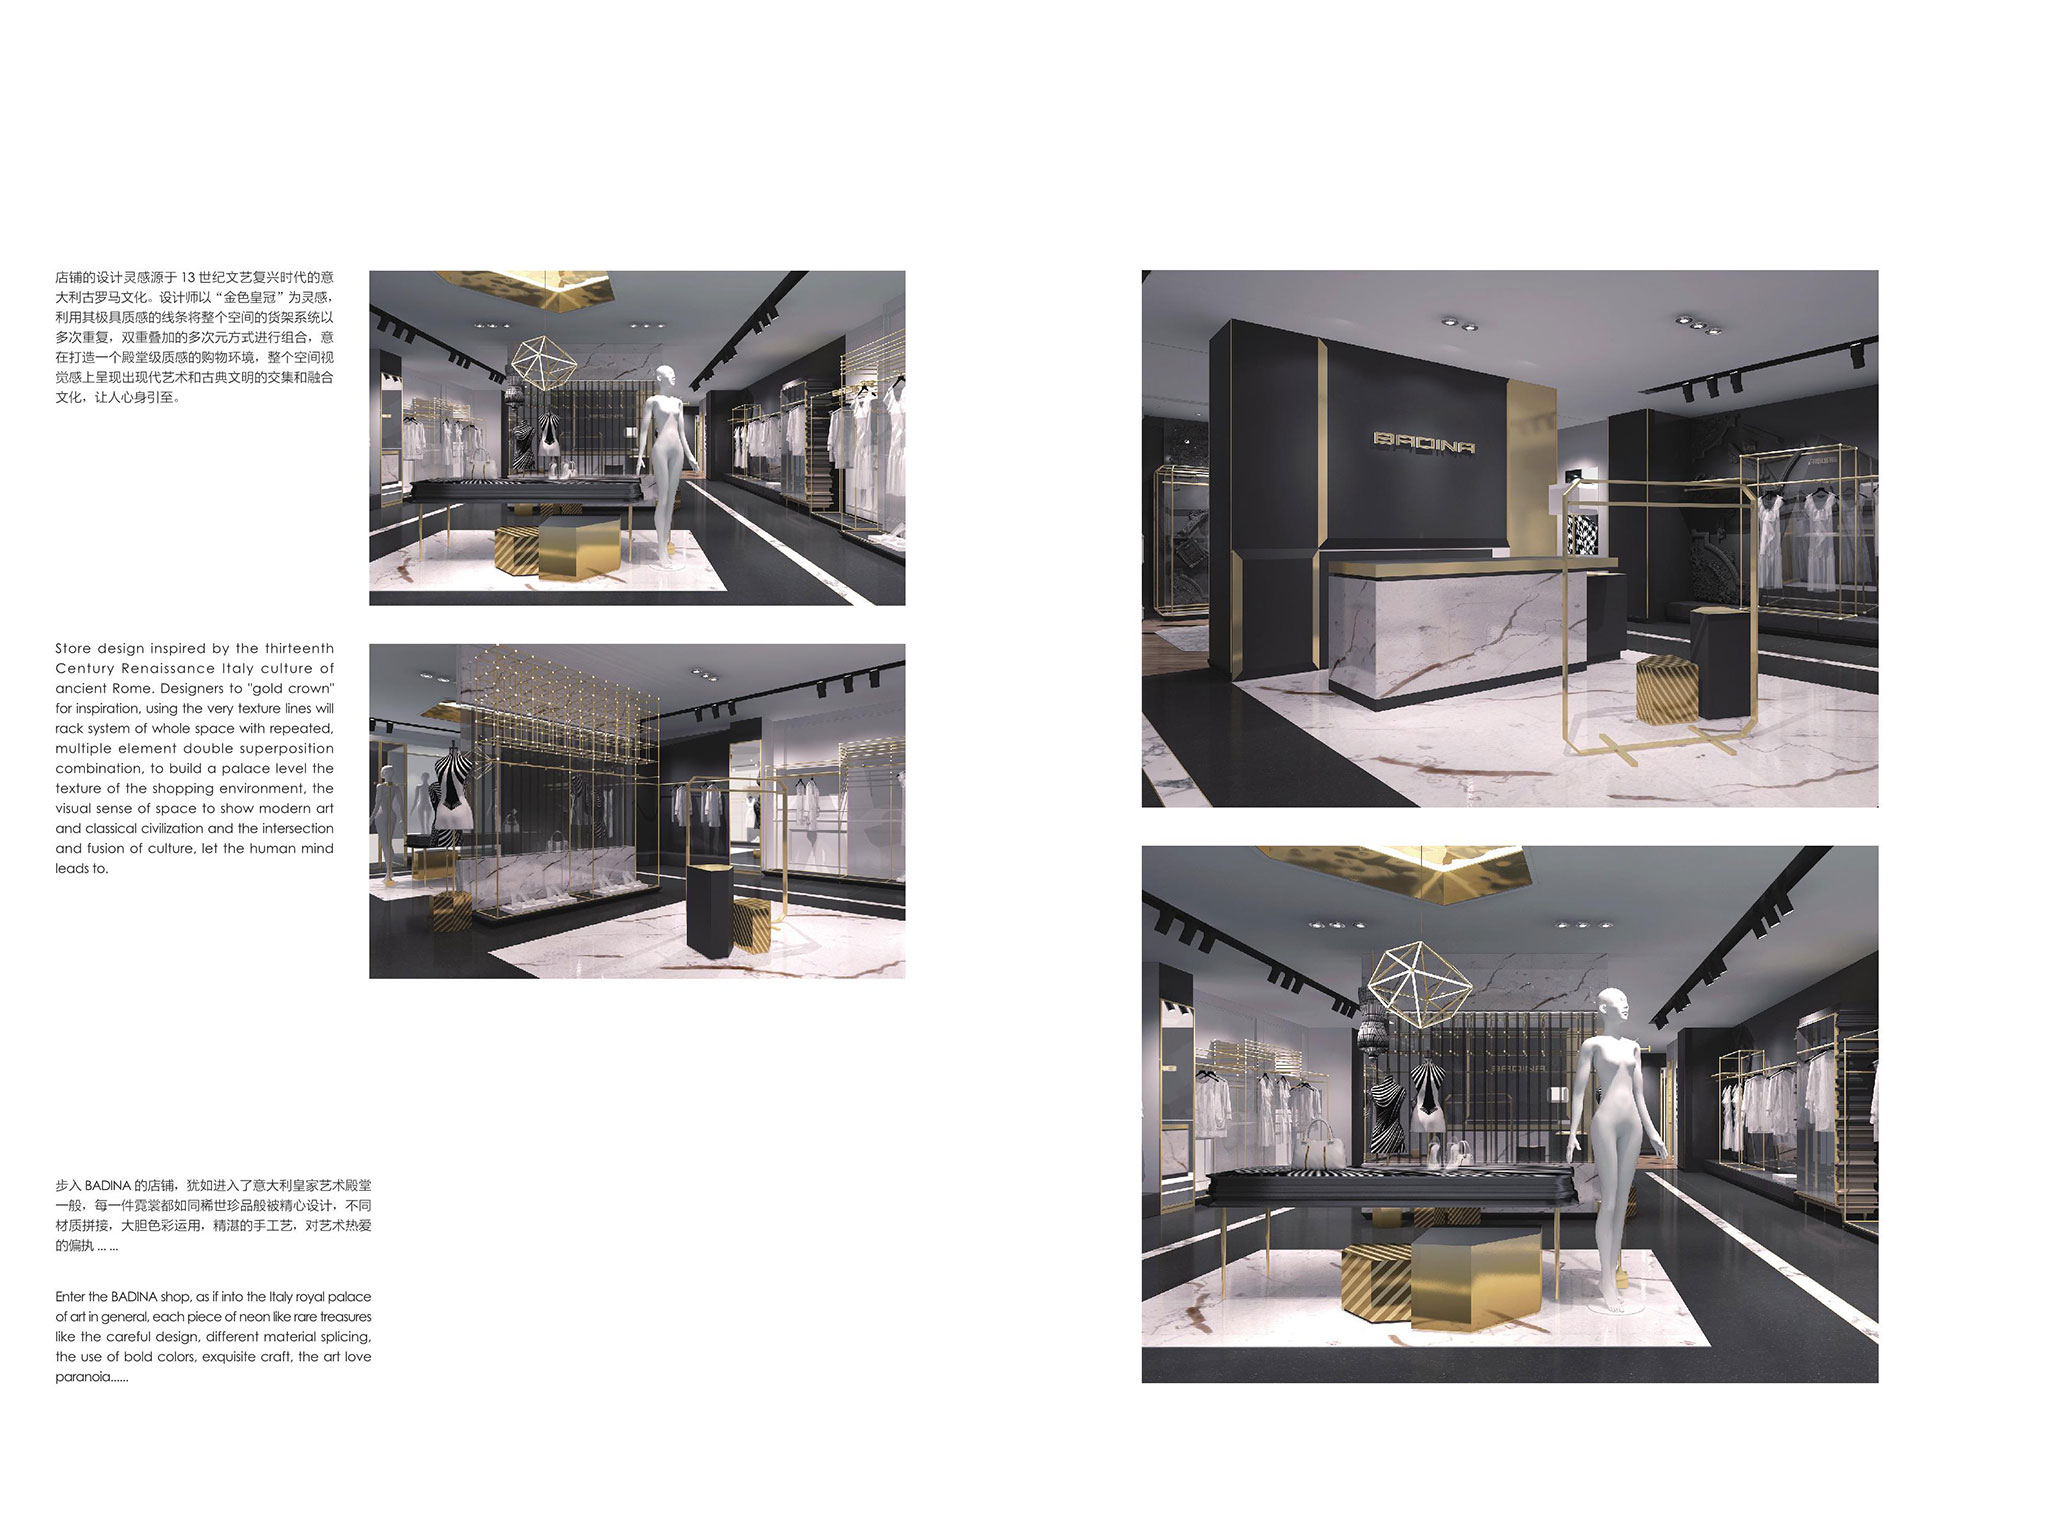 店铺的设计灵感源于 13 世纪文艺复兴时代的意
大利古罗马文化。设计师以“金色皇冠”为灵感，
利用其极具质感的线条将整个空间的货架系统以
多次重复，双重叠加的多次元方式进行组合，意
在打造一个殿堂级质感的购物环境，整个空间视
觉感上呈现出现代艺术和古典文明的交集和融合
文化，让人心身引至。
Store design inspired by the thirteenth
Century Renaissance Italy culture of
ancient Rome. Designers to "gold crown"
for inspiration, using the very texture lines will
rack system of whole space with repeated,
multiple element double superposition
combination, to build a palace level the
texture of the shopping environment, the
visual sense of space to show modern art
and classical civilization and the intersection
and fusion of culture, let the human mind
leads to.
步入 BADINA 的店铺，犹如进入了意大利皇家艺术殿堂
一般，每一件霓裳都如同稀世珍品般被精心设计，不同
材质拼接，大胆色彩运用，精湛的手工艺，对艺术热爱
的偏执 ... ...
Enter the BADINA shop, as if into the Italy royal palace
of art in general, each piece of neon like rare treasures
like the careful design, different material splicing,
the use of bold colors, exquisite craft, the art love
paranoia......
BADINA
BADINA